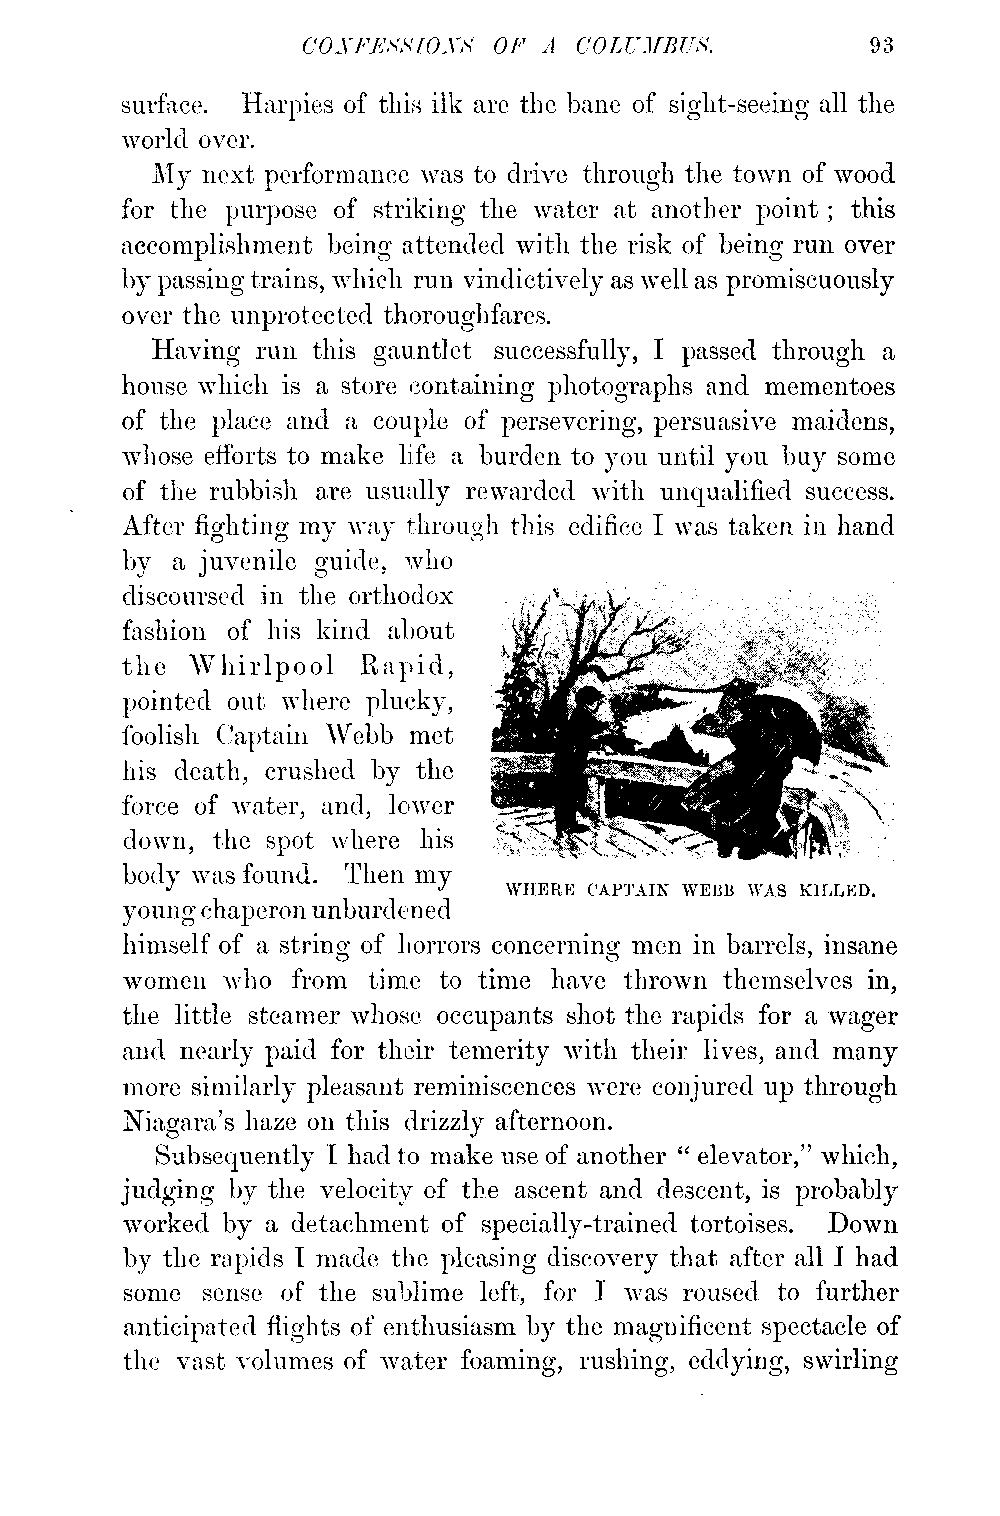 CONFESSIONS OF A COLUMBUS. 93
surface. Harpies of this ilk are the bane of sight-seeing all the
world over.
My next performance was to drive through the town of wood
for the purpose of striking the water at another point ; this
accomplishment being attended with the risk of being run over
by passing trains, which run vindictively as well as promiscuously
over the unprotected thoroughfares.
Having run this gauntlet successfully, I passed through a
house which is a store containing photographs and mementoes
of the place and a couple of persevering, persuasive maidens,
whose efforts to make life a burden to you until you buy some
of the rubbish are usually rewarded with unqualified success.
After fighting my way through this edifice I was taken in hand
by a juvenile guide, who
discoursed in the orthodox
fashion of his kind about
the Whirlpool Rapid,
pointed out where plucky,
foolish Captain Webb met
his death, crushed by the
force of water, and, lower
down, the spot where his
body was found. Then my
young chaperon unburdened
WHERE CAPTAIN WEBB WAS KILLED.
himself of a string of horrors concerning men in barrels, insane
women who from time to time have thrown themselves in,
the little steamer whose occupants shot the rapids for a wager
and nearly paid for their temerity with their lives, and many
more similarly pleasant reminiscences were conjured up through
Niagara's haze on this drizzly afternoon.
Subsequently I had to make use of another “ elevator,” which,
judging by the velocity of the ascent and descent, is probably
worked by a detachment of specially-trained tortoises. Down
by the rapids I made the pleasing discovery that after all I had
some sense of the sublime left, for I was roused to further
anticipated flights of enthusiasm by the magnificent spectacle of
the vast volumes of water foaming, rushing, eddying, swirling